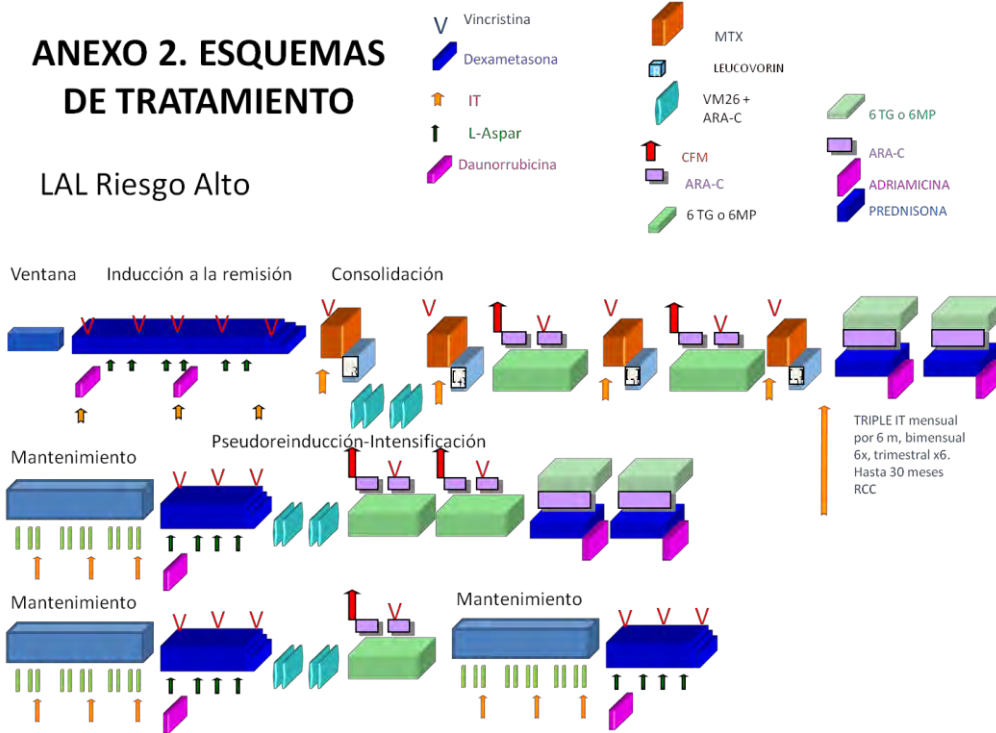 ANEXO 2. ESQUEMAS
DE TRATAMIENTO
LAL Riesgo Alto
V Vincristina
Dexametasona
IT
L-Aspar
Daunorrubicina
MTX
LEUCOVORIN
VM26 +
ARA-C
CFM
ARA-C
6 TG o 6MP
6 TG o 6MP
ARA-C
ADRIAMICINA
PREDNISONA
Ventana
Inducción a la remisión
Consolidación
V V V V V V V V V V V V
TRIPLE IT mensual
por 6 m, bimensual
6x, trimestral x6.
Hasta 30 meses
RCC
Pseudoreinducción-Intensificación
Mantenimiento
V V V V V
Mantenimiento
Mantenimiento
V V V V V V V